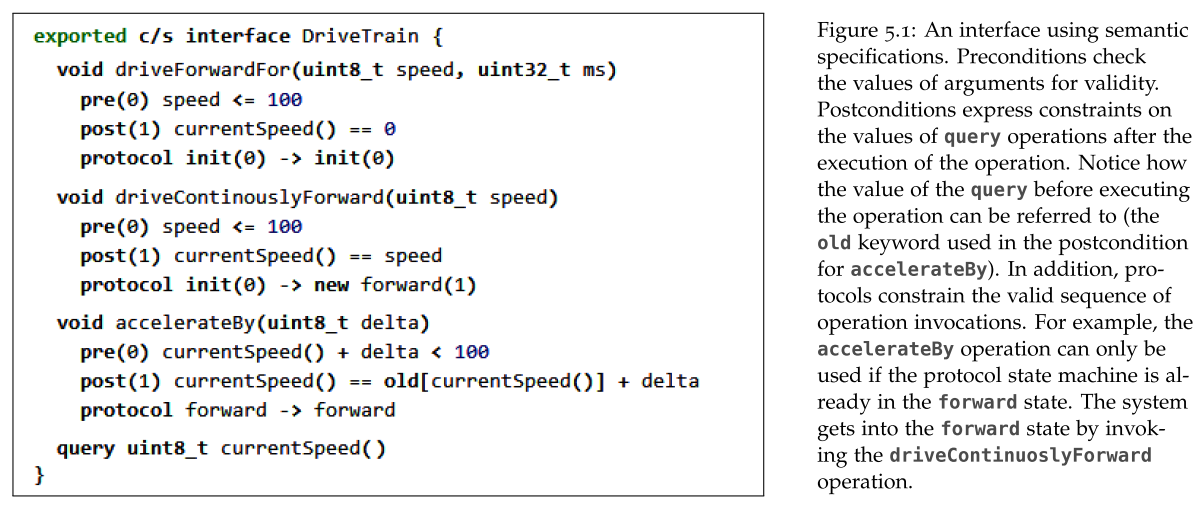 exported c/s interface DriveTrain {
void driveForwardFor(uint8_t speed, uint32_t ms)
pre(0) speed <= 100
post(1) currentSpeed() == 0
protocol init(0) -> init(0)
void driveContinouslyForward(uint8_t speed)
pre(0) speed <= 100
post(1) currentSpeed() == speed
protocol init(0) -> new forward(1)
void accelerateBy(uint8_t delta)
pre(0) currentSpeed() + delta < 100
post(1) currentSpeed() == old[currentSpeed()] + delta
protocol forward -> forward
query uint8_t currentSpeed()
}
Figure 5.1: An interface using semantic
specifications. Preconditions check
the values of arguments for validity.
Postconditions express constraints on
the values of query operations after the
execution of the operation. Notice how
the value of the query before executing
the operation can be referred to (the
old keyword used in the postcondition
for accelerateBy). In addition, pro-
tocols constrain the valid sequence of
operation invocations. For example, the
accelerateBy operation can only be
used if the protocol state machine is al-
ready in the forward state. The system
gets into the forward state by invok-
ing the driveContinuoslyForward
operation.